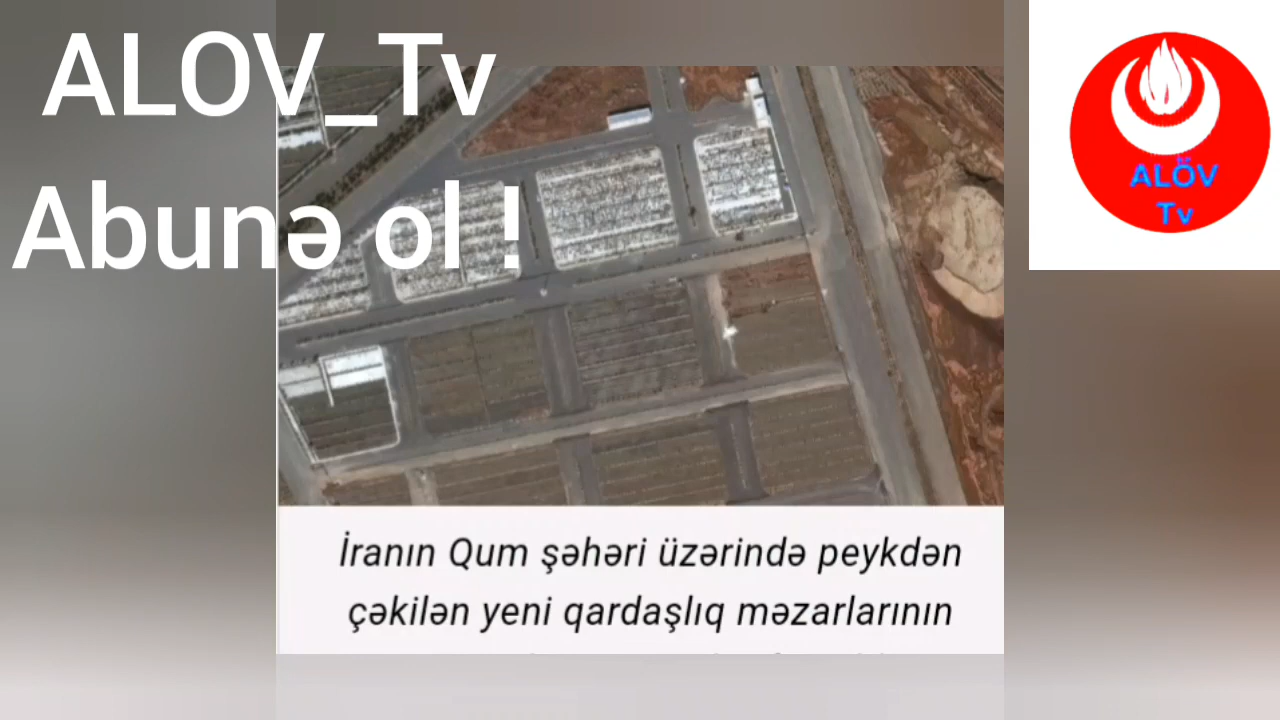 ALOV_Tv
Abunə ol !
ALÖV
Tv
İranın Qum şəhəri üzərində peykdən
çəkilən yeni qardaşlıq məzarlarının